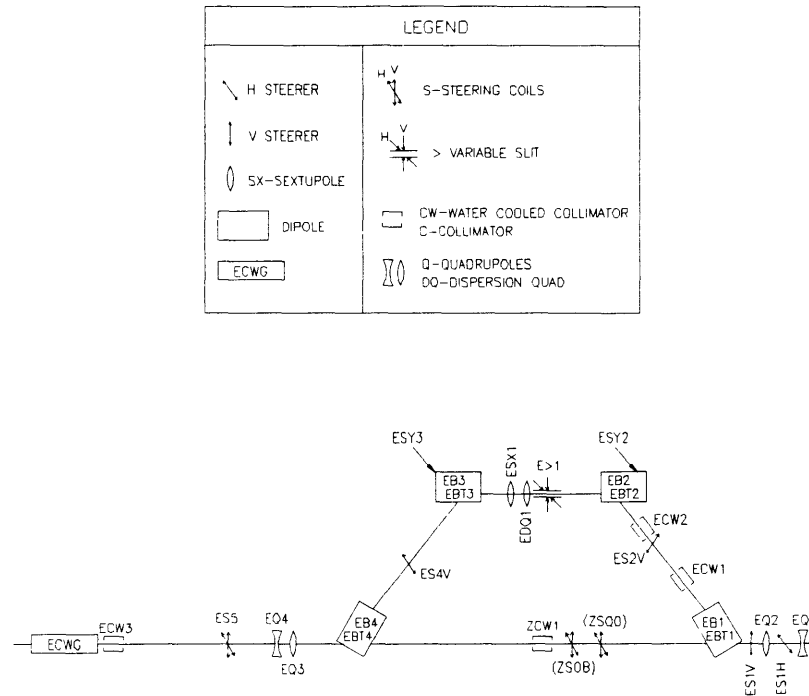 LEGEND
H STEERER
V STEERER
SX-SEXTUPOLE
DIPOLE
ECWG
H V
S-STEERING COILS
H V
> VARIABLE SLIT
CW-WATER COOLED COLLIMATOR
C-COLLIMATOR
Q-QUADRUPOLES
DQ-DISPERSION QUAD
ESY3
ESX1
E>1
ESY2
EB3
EBT3
EB2
EBT2
EDQ1
ECW2
ES2V
ECW1
ES4V
ECWG
ECW3
ES5
EQ4
EQ3
EB4
EBT4
ZCW1
(ZS0B)
(ZSQ0)
EB1
EBT1
ES1V
EQ2
ES1H
EQ